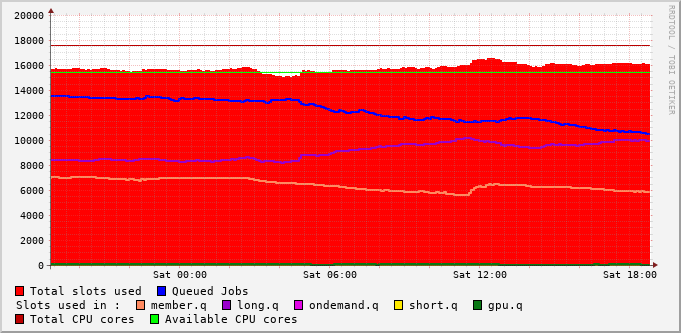 20000
18000
16000
14000
12000
10000
8000
6000
4000
2000
0
Sat 00:00 Sat 06:00 Sat 12:00 Sat 18:00
RRDTOOL / TOBI OETIKER
Total slots used Queued Jobs
Slots used in : member.q long.q ondemand.q short.q gpu.q
Total CPU cores Available CPU cores